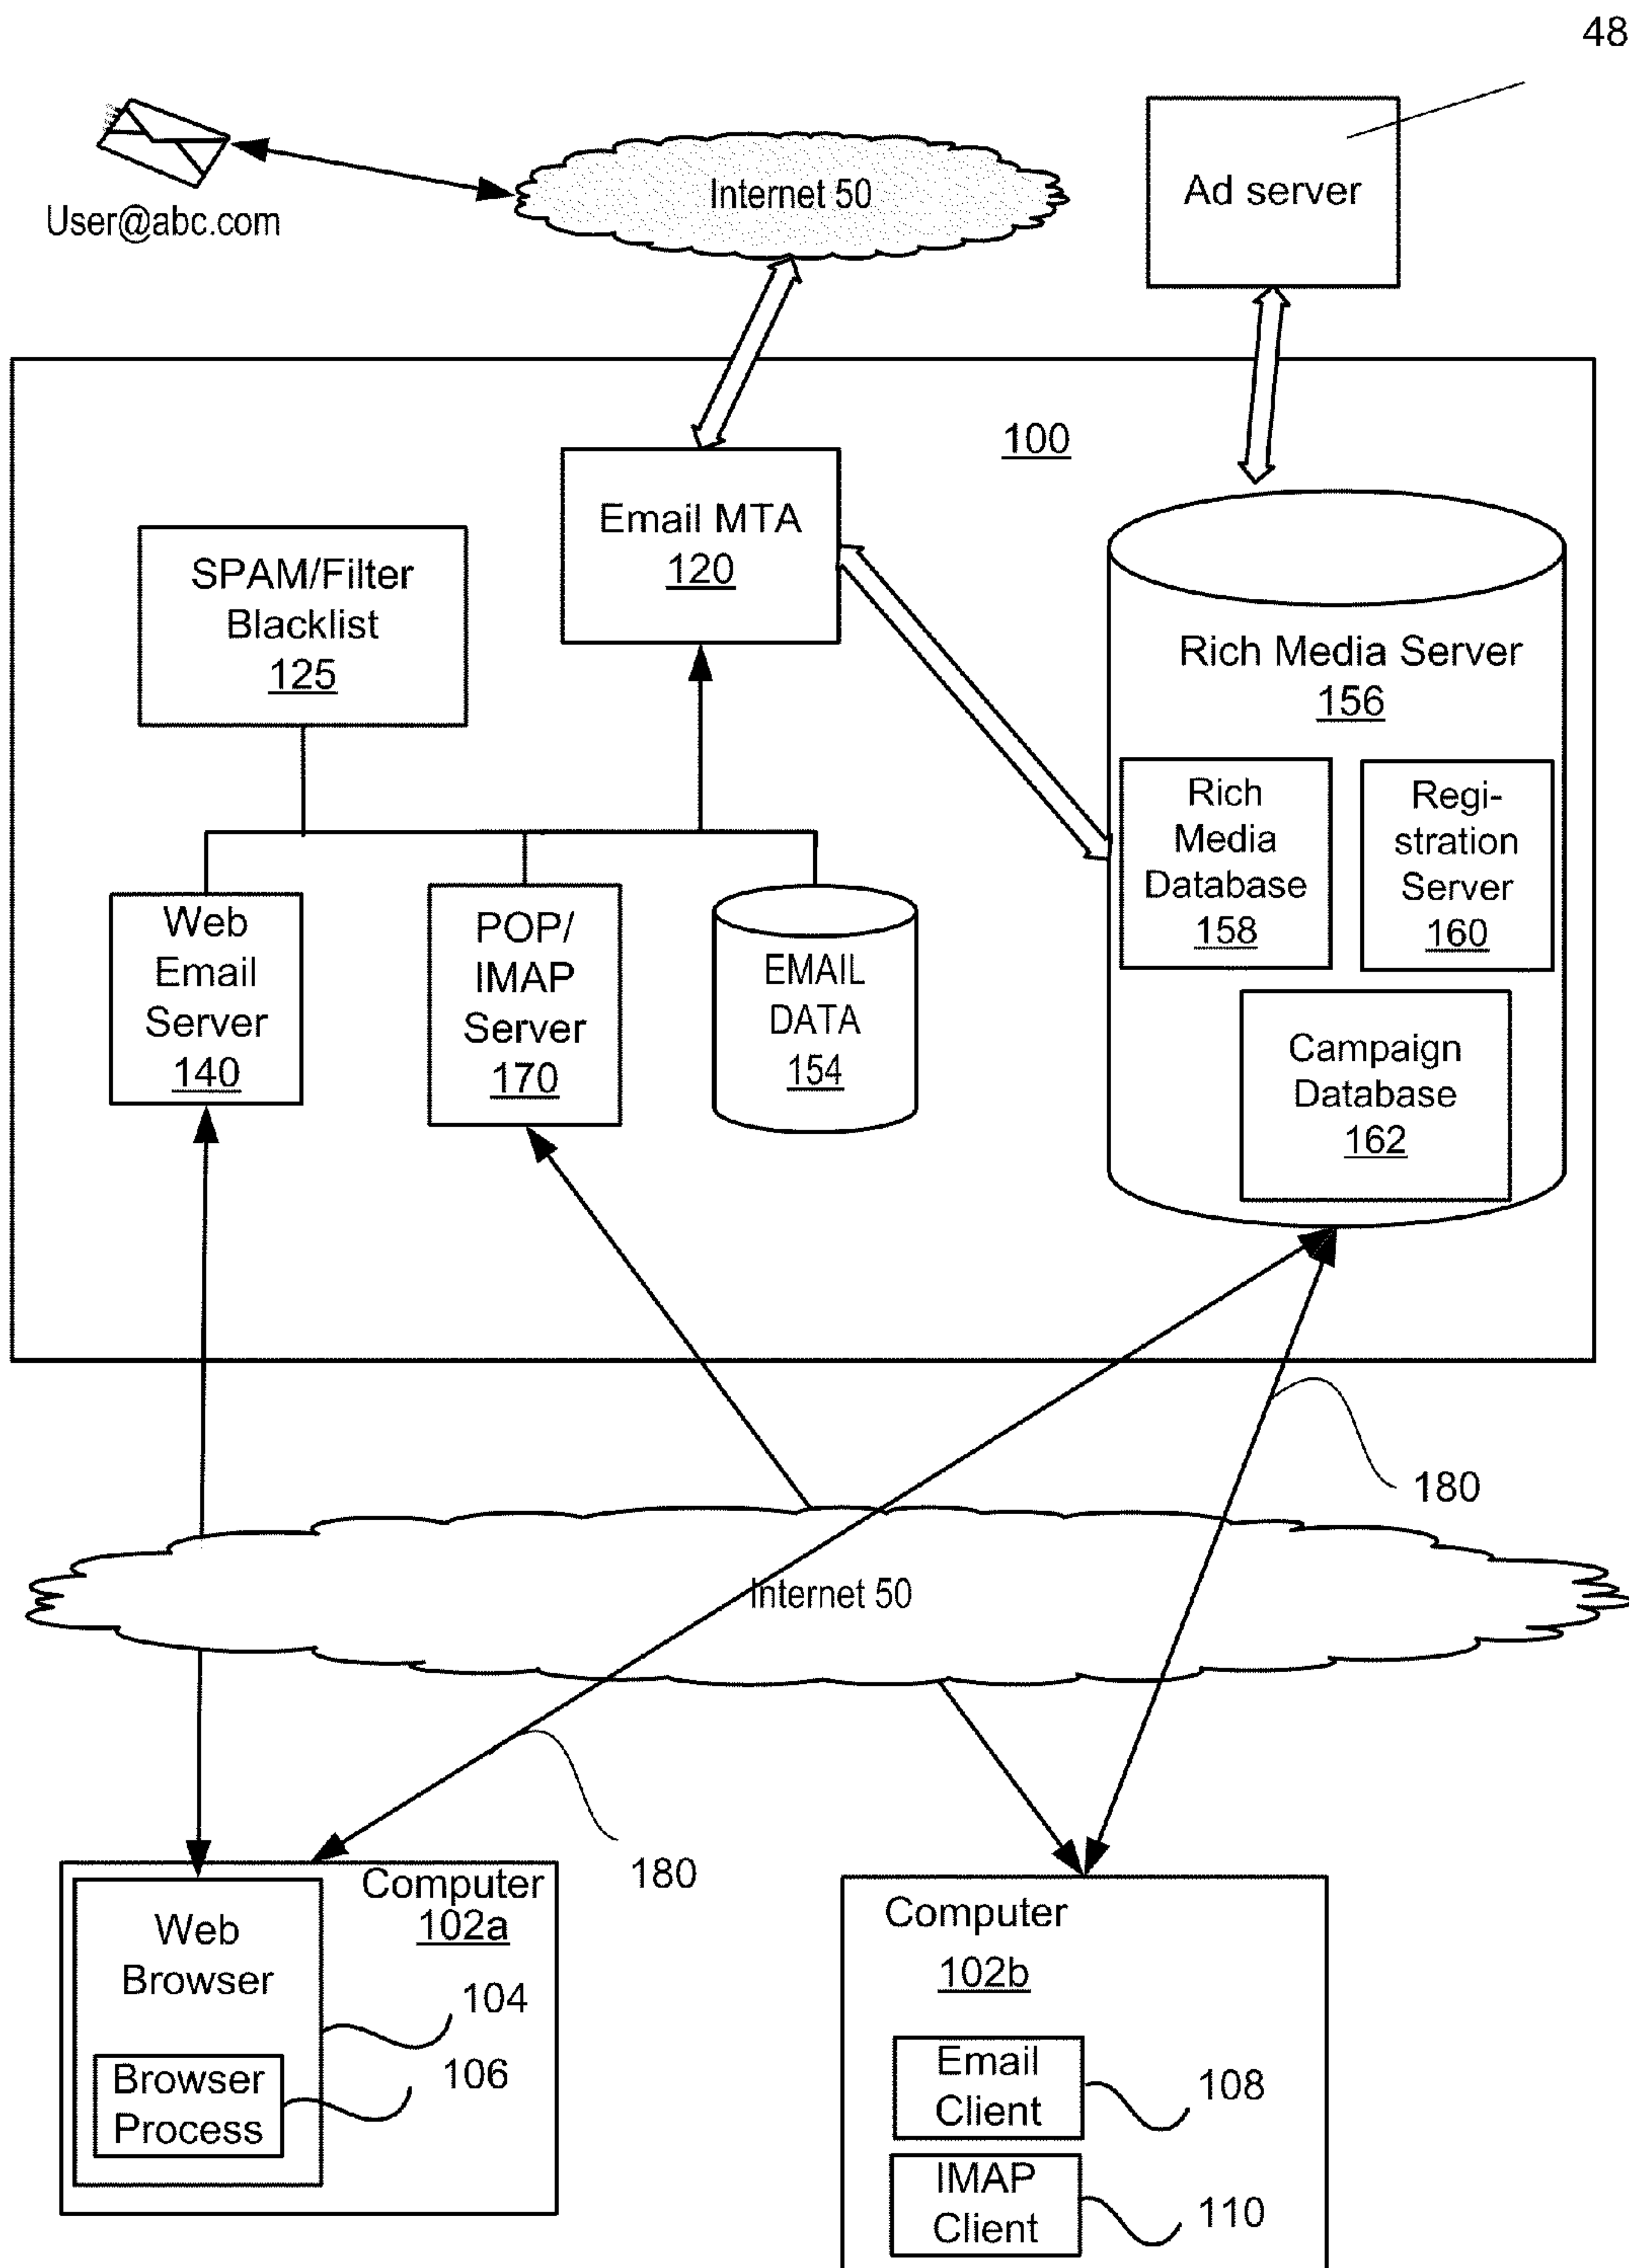 48
User@abc.com
Internet 50
Ad server
100
Email MTA
120
SPAM/Filter
Blacklist
125
Rich Media Server
156
Rich
Media
Database
158
Regi-
stration
Server
160
Web
Email
Server
140
POP/
IMAP
Server
170
EMAIL
DATA
154
Campaign
Database
162
180
Internet 50
180
Computer
102a
Web
Browser
104
Browser
Process
106
Computer
102b
Email
Client
108
IMAP
Client
110